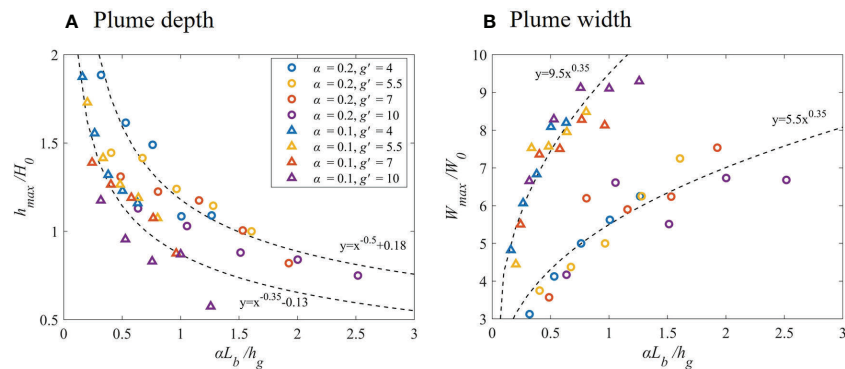 A Plume depth
2
1.5
1
0.5
0 0.5 1 1.5 2 2.5 3
h_max/H_0
αL_b/h_g
α = 0.2, g' = 4
α = 0.2, g' = 5.5
α = 0.2, g' = 7
α = 0.2, g' = 10
α = 0.1, g' = 4
α = 0.1, g' = 5.5
α = 0.1, g' = 7
α = 0.1, g' = 10
y=x^-0.5+0.18
y=x^-0.35-0.13
B Plume width
10
9
8
7
6
5
4
3
0 0.5 1 1.5 2 2.5 3
W_max/W_0
αL_b/h_g
y=9.5x^0.35
y=5.5x^0.35